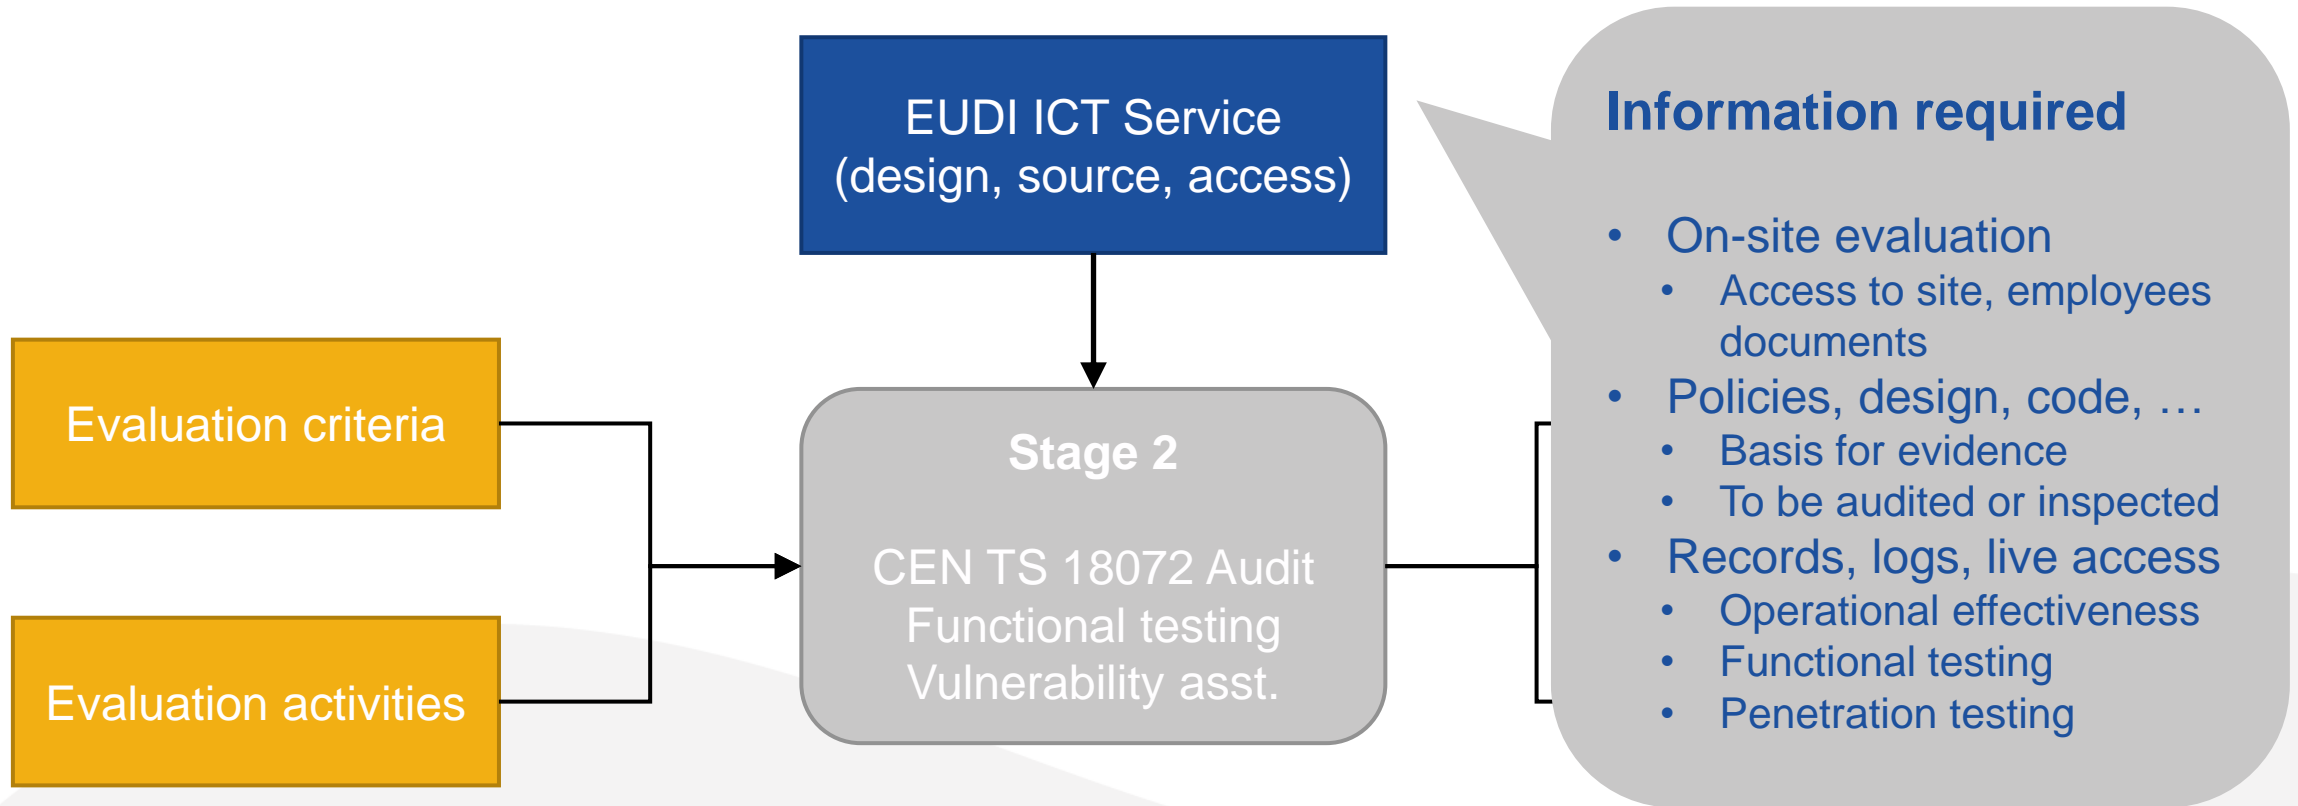 EUDI ICT Service
(design, source, access)
Evaluation criteria
Evaluation activities
Stage 2
CEN TS 18072 Audit
Functional testing
Vulnerability asst.
Information required
• On-site evaluation
• Access to site, employees
documents
• Policies, design, code, …
• Basis for evidence
• To be audited or inspected
• Records, logs, live access
• Operational effectiveness
• Functional testing
• Penetration testing